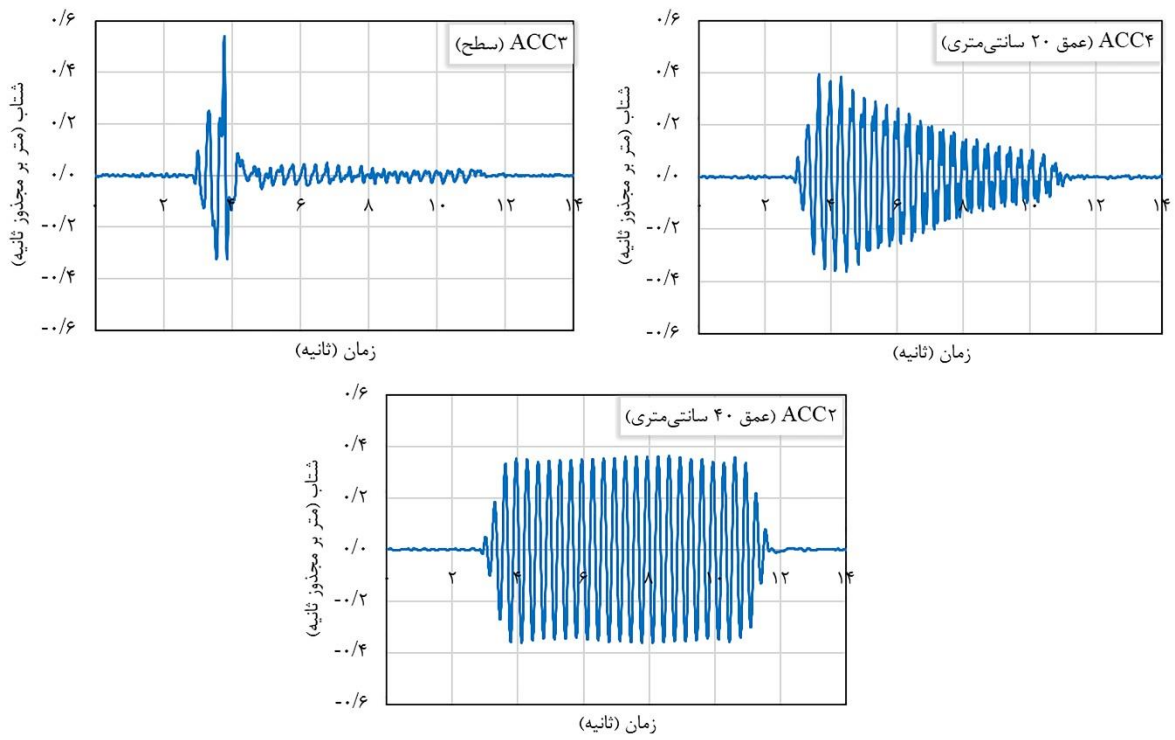 ACC۳ (سطح)
شتاب (متر بر مجذور ثانیه)
۰/۶
۰/۴
۰/۲
۰/۰
-۰/۲
-۰/۴
-۰/۶
۰ ۲ ۴ ۶ ۸ ۱۰ ۱۲ ۱۴
زمان (ثانیه)
ACC۴ (عمق ۲۰ سانتی‌متری)
شتاب (متر بر مجذور ثانیه)
۰/۶
۰/۴
۰/۲
۰/۰
-۰/۲
-۰/۴
-۰/۶
۰ ۲ ۴ ۶ ۸ ۱۰ ۱۲ ۱۴
زمان (ثانیه)
ACC۲ (عمق ۴۰ سانتی‌متری)
شتاب (متر بر مجذور ثانیه)
۰/۶
۰/۴
۰/۲
۰/۰
-۰/۲
-۰/۴
-۰/۶
۰ ۲ ۴ ۶ ۸ ۱۰ ۱۲ ۱۴
زمان (ثانیه)